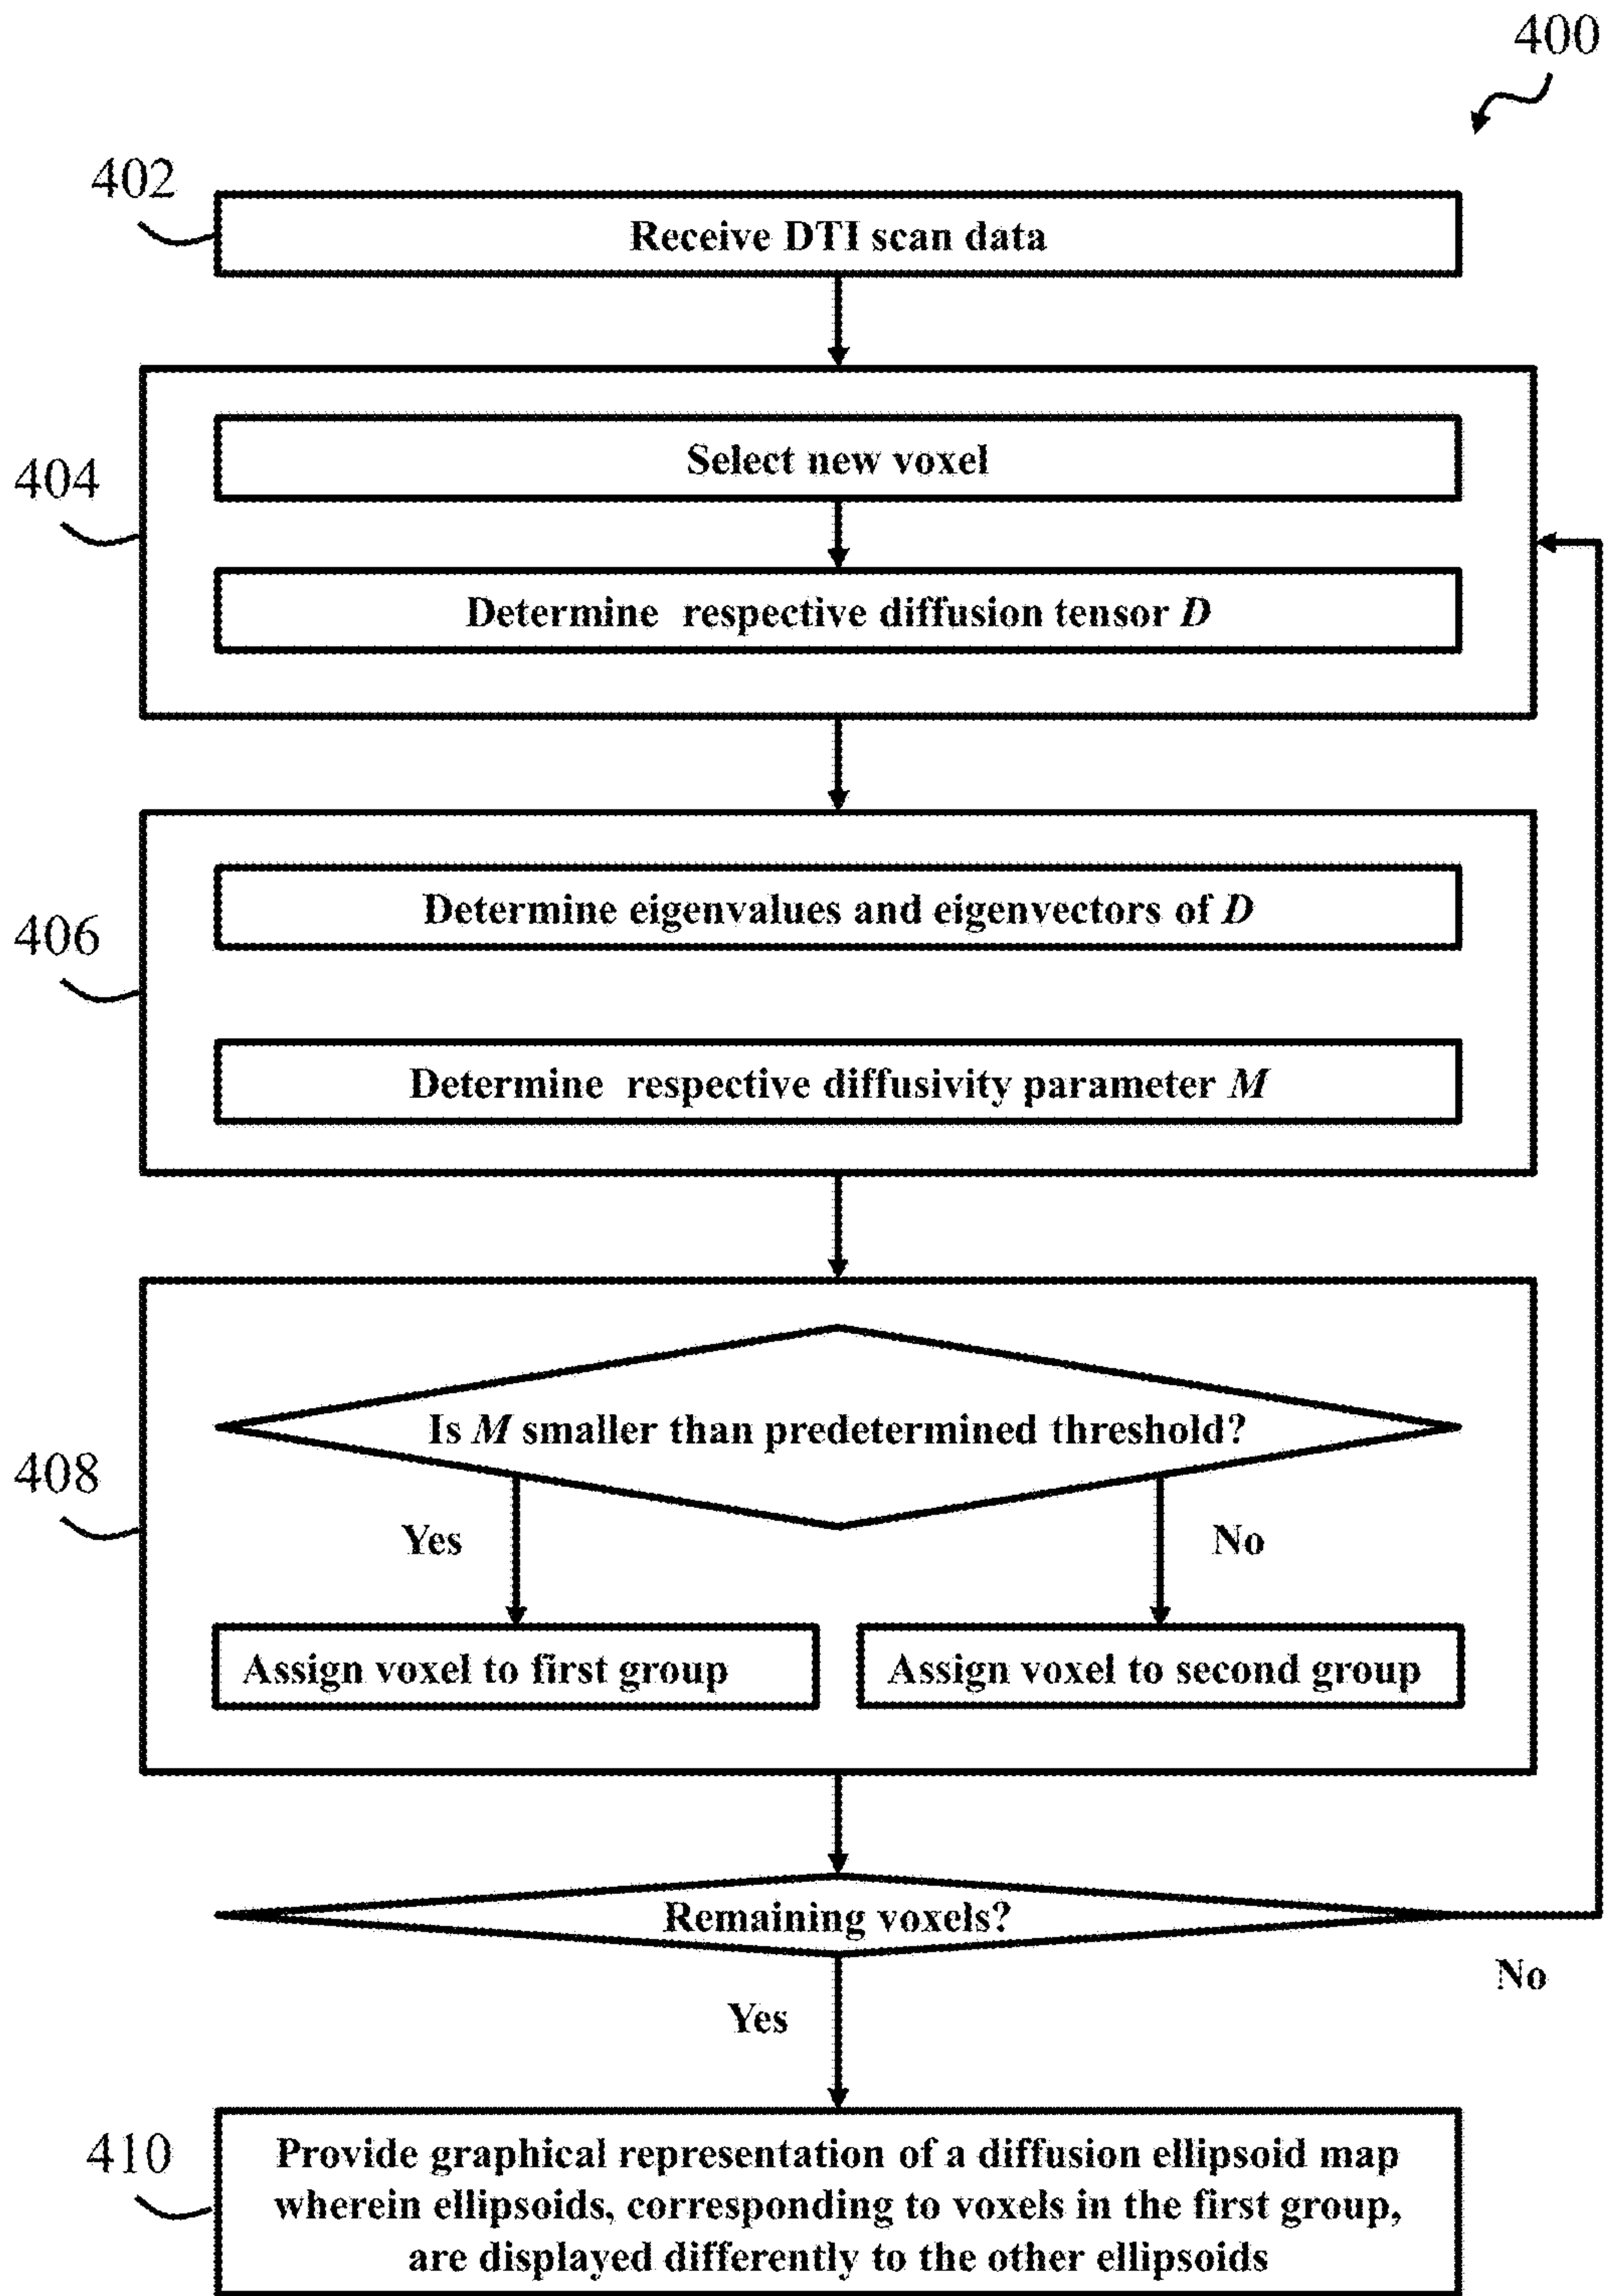 400
402
Receive DTI scan data
404
Select new voxel
Determine respective diffusion tensor D
406
Determine eigenvalues and eigenvectors of D
Determine respective diffusivity parameter M
408
Is M smaller than predetermined threshold?
Yes
No
Assign voxel to first group
Assign voxel to second group
Remaining voxels?
No
Yes
410
Provide graphical representation of a diffusion ellipsoid map
wherein ellipsoids, corresponding to voxels in the first group,
are displayed differently to the other ellipsoids